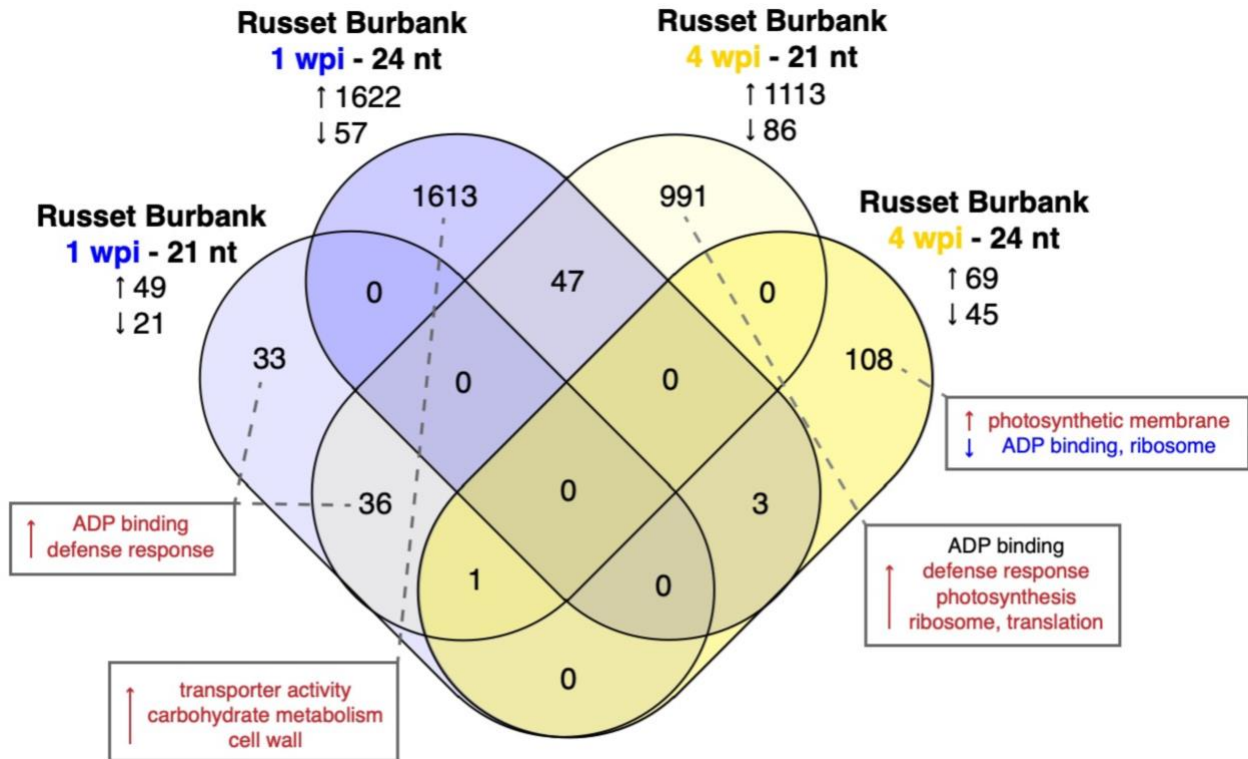 Russet Burbank
1 wpi - 24 nt
↑ 1622
↓ 57
Russet Burbank
4 wpi - 21 nt
↑ 1113
↓ 86
Russet Burbank
1 wpi - 21 nt
↑ 49
↓ 21
Russet Burbank
4 wpi - 24 nt
↑ 69
↓ 45
1613
991
0
47
0
33
108
0
0
36
0
3
1
0
0
↑ photosynthetic membrane
↓ ADP binding, ribosome
↑ ADP binding
defense response
ADP binding
↑ defense response
photosynthesis
ribosome, translation
↑ transporter activity
carbohydrate metabolism
cell wall